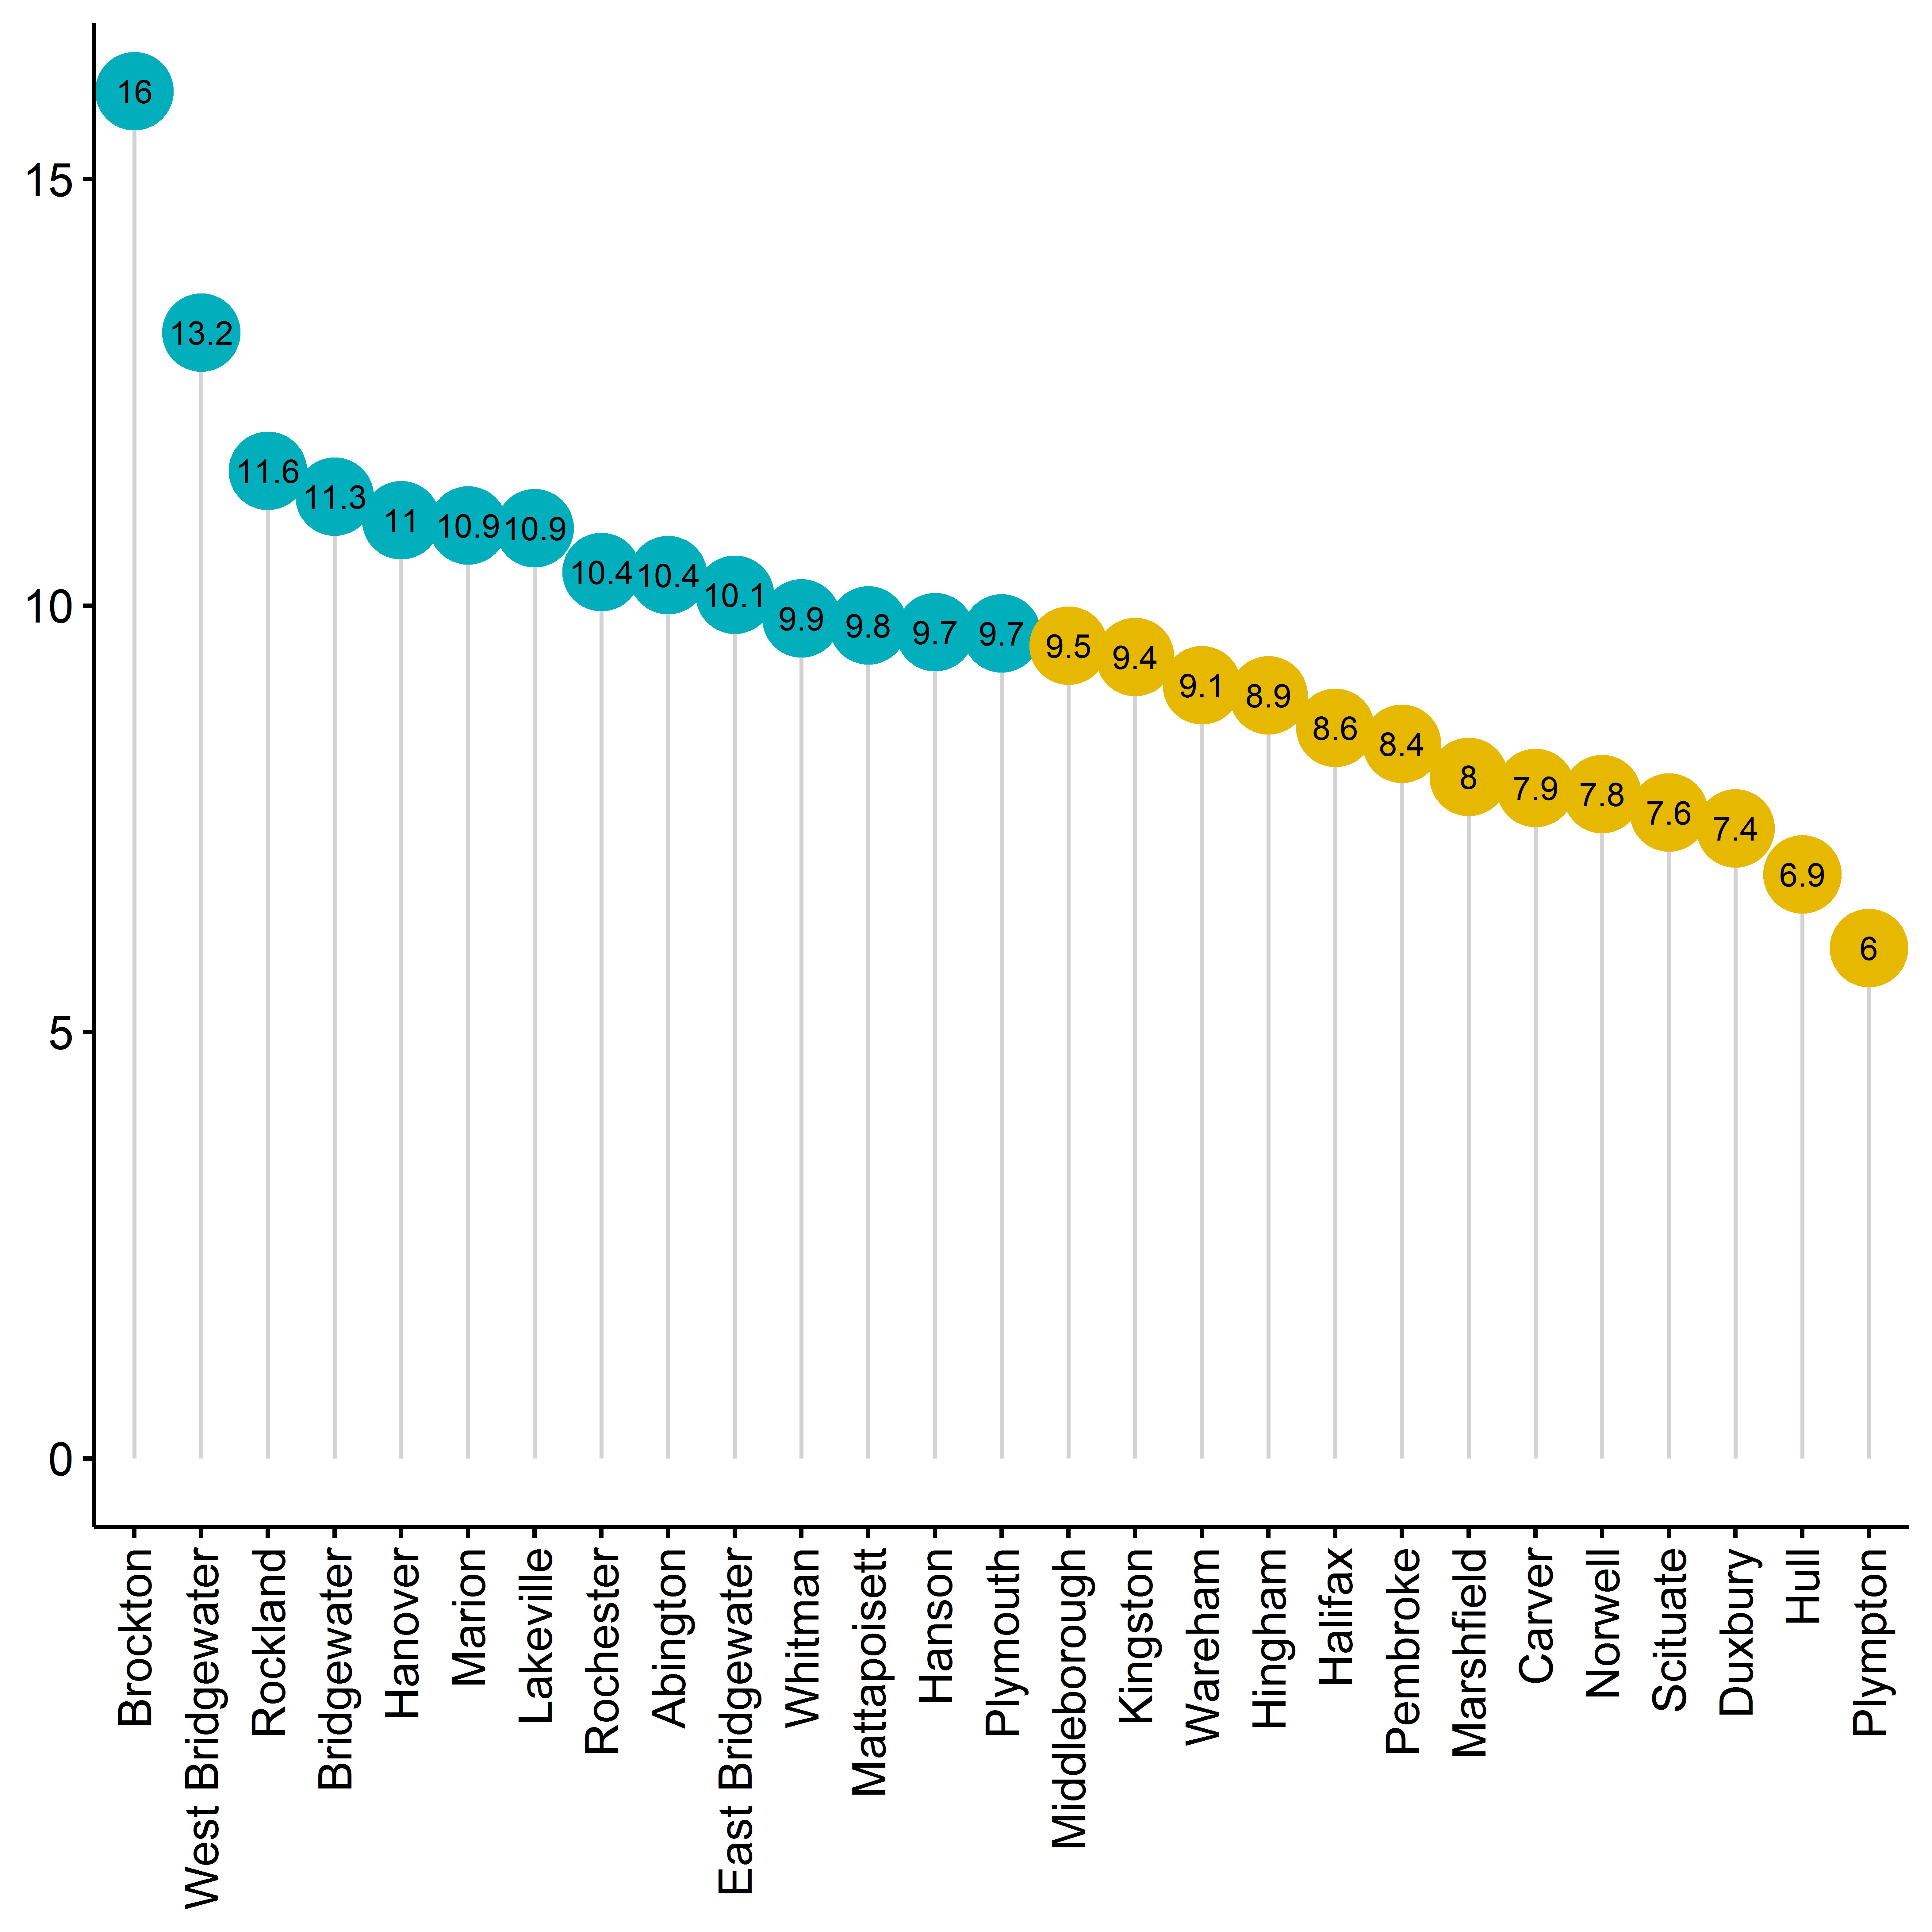 15
10
5
0
16
13.2
11.6
11.3
11
10.9
10.9
10.4
10.4
10.1
9.9
9.8
9.7
9.7
9.5
9.4
9.1
8.9
8.6
8.4
8
7.9
7.8
7.6
7.4
6.9
6
Brockton
West Bridgewater
Rockland
Bridgewater
Hanover
Marion
Lakeville
Rochester
Abington
East Bridgewater
Whitman
Mattapoisett
Hanson
Plymouth
Middleborough
Kingston
Wareham
Hingham
Halifax
Pembroke
Marshfield
Carver
Norwell
Scituate
Duxbury
Hull
Plympton